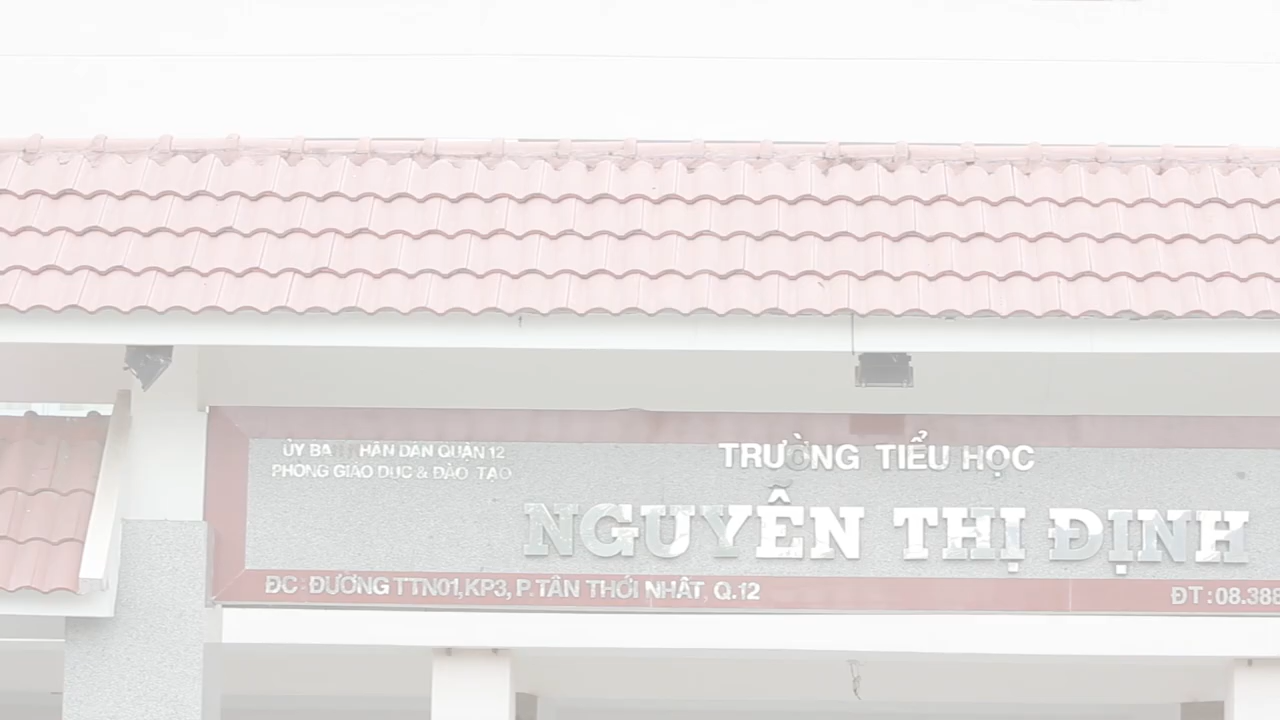 ỦY BA HÂN DÂN QUẬN 12
PHÒNG GIÁO DỤC & ĐÀO TẠO
TRƯỜNG TIỂU HỌC
NGUYỄN THỊ ĐỊNH
ĐC : ĐƯỜNG TTN01, KP3, P. TÂN THỚI NHẤT, Q.12
ĐT : 08.388